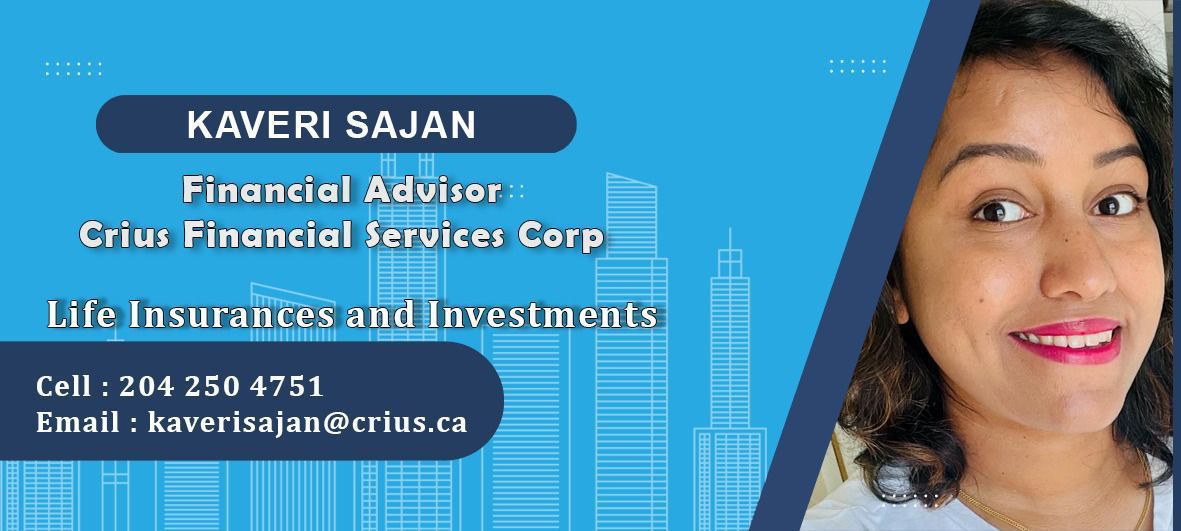 KAVERI SAJAN
Financial Advisor
Crius Financial Services Corp
Life Insurances and Investments
Cell : 204 250 4751
Email : kaverisajan@crius.ca